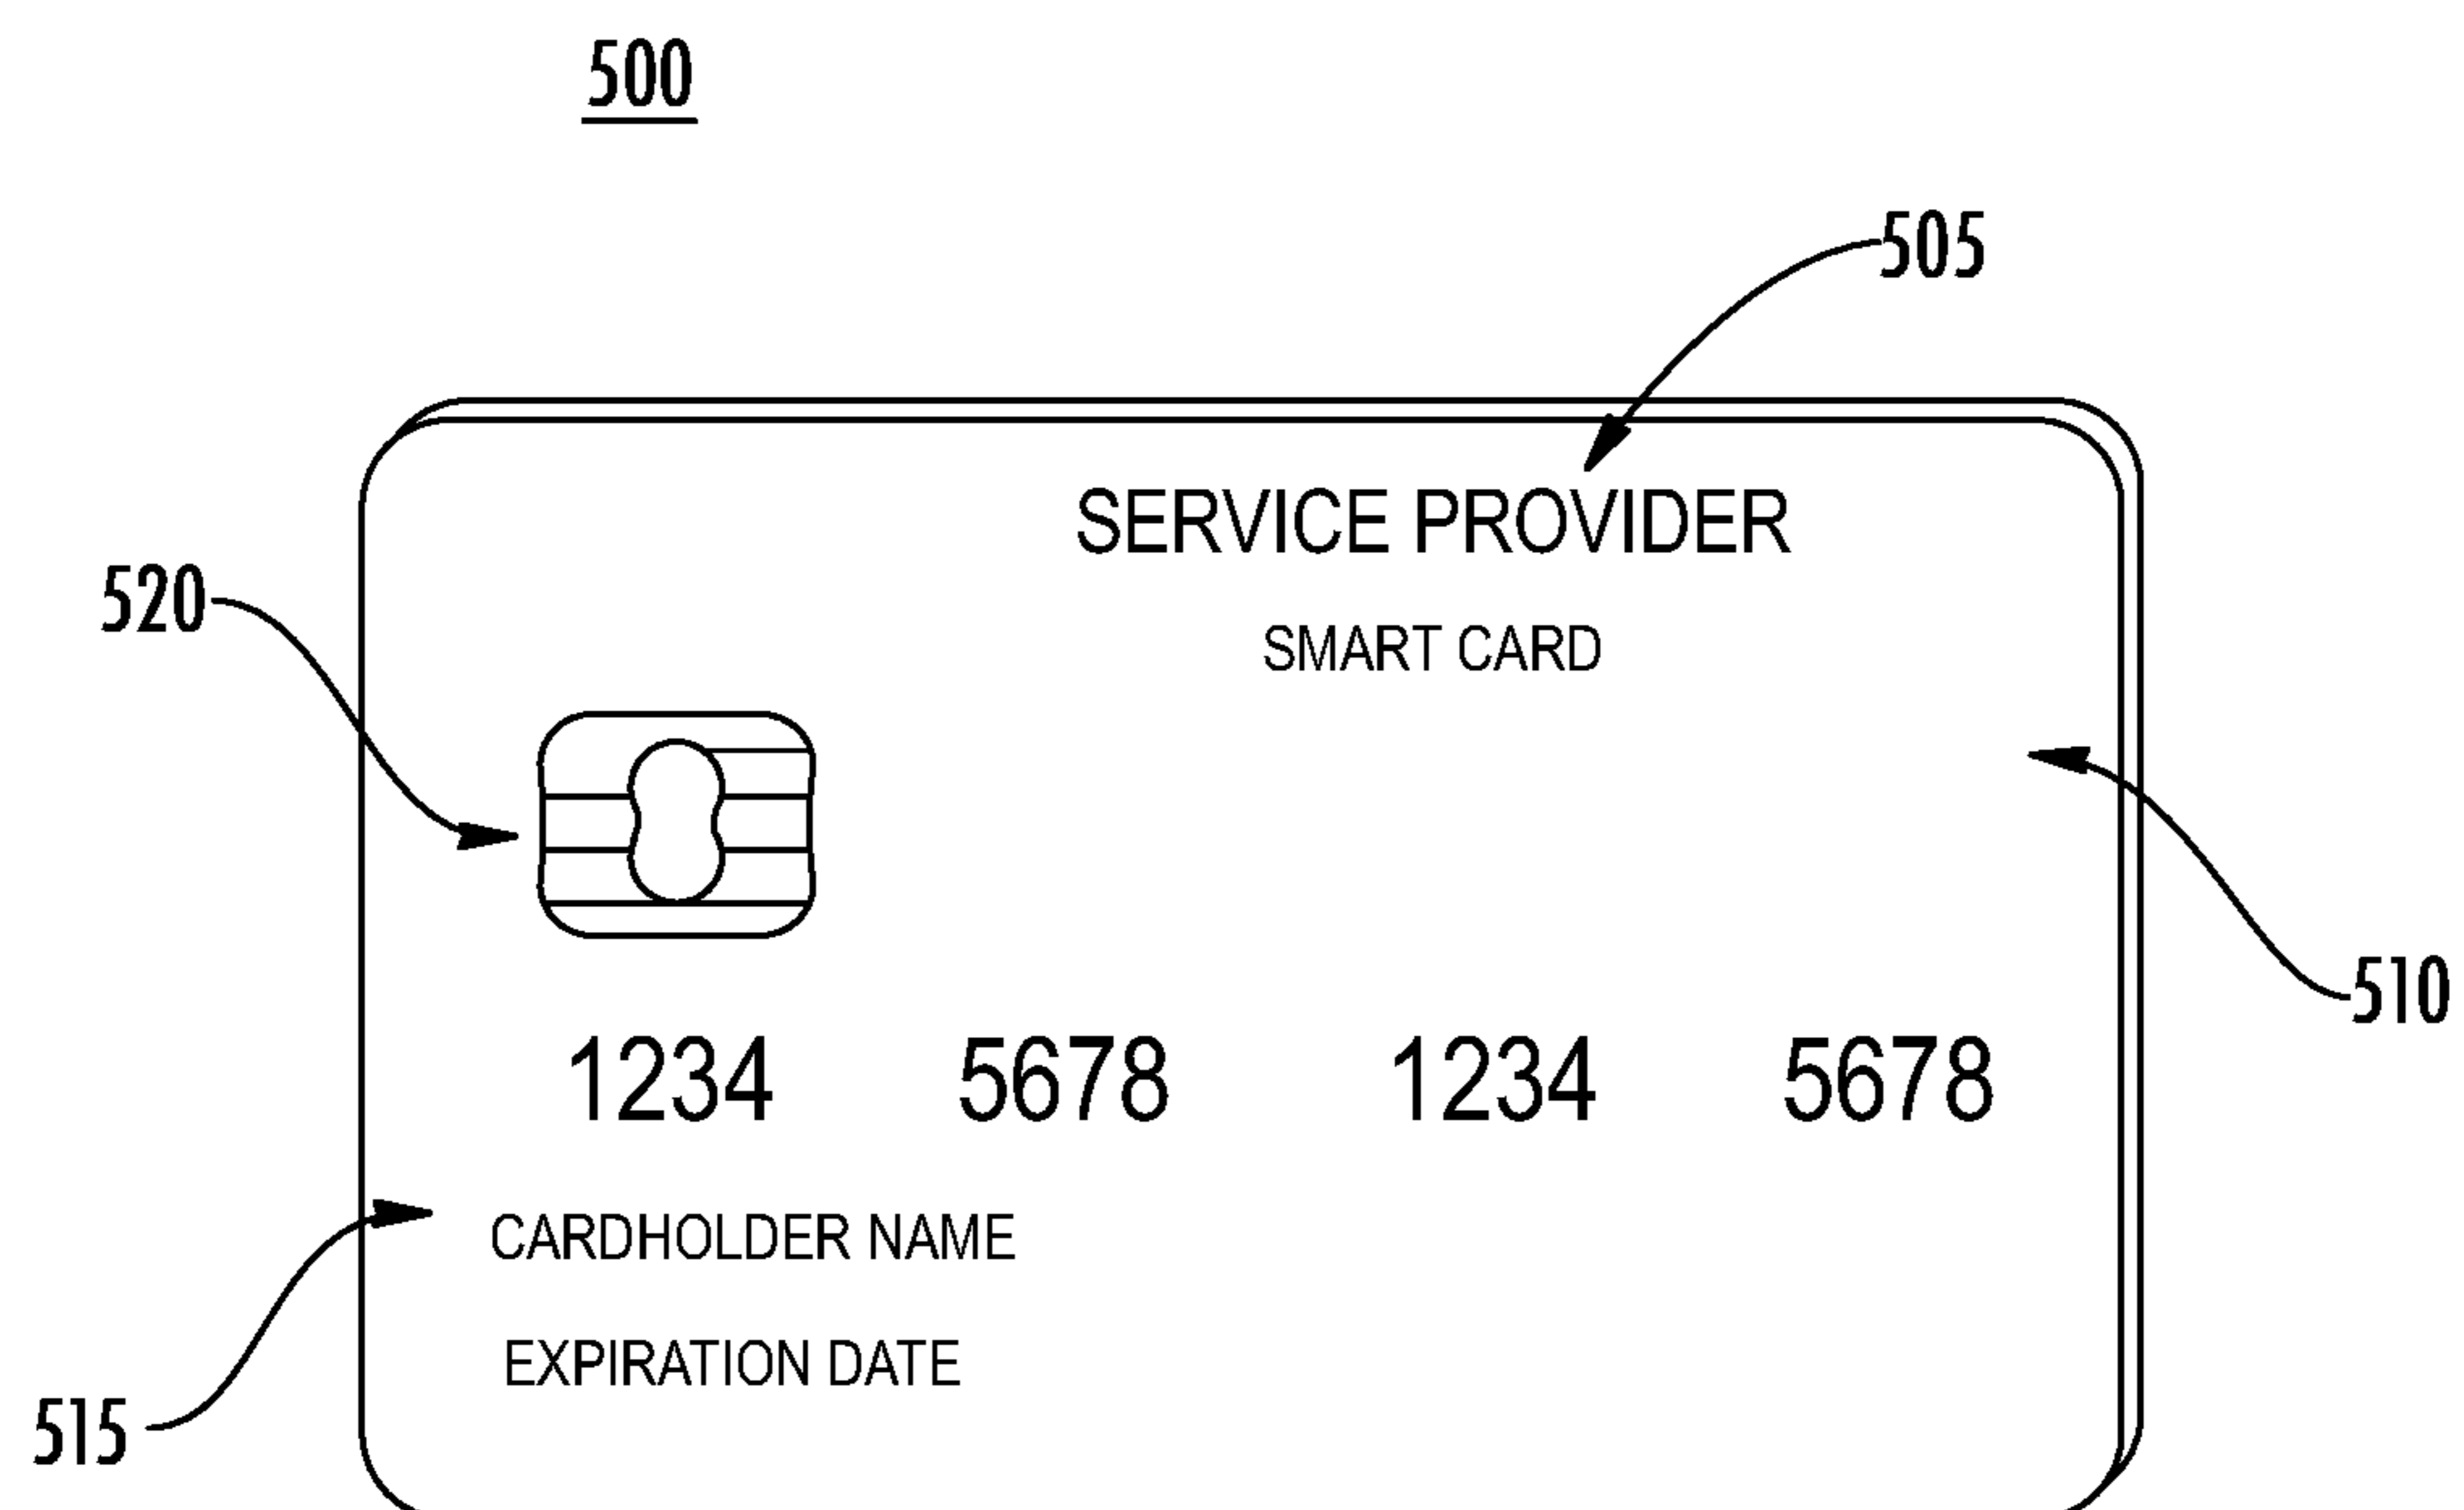 500
505
SERVICE PROVIDER
520
SMART CARD
510
1234 5678 1234 5678
CARDHOLDER NAME
EXPIRATION DATE
515